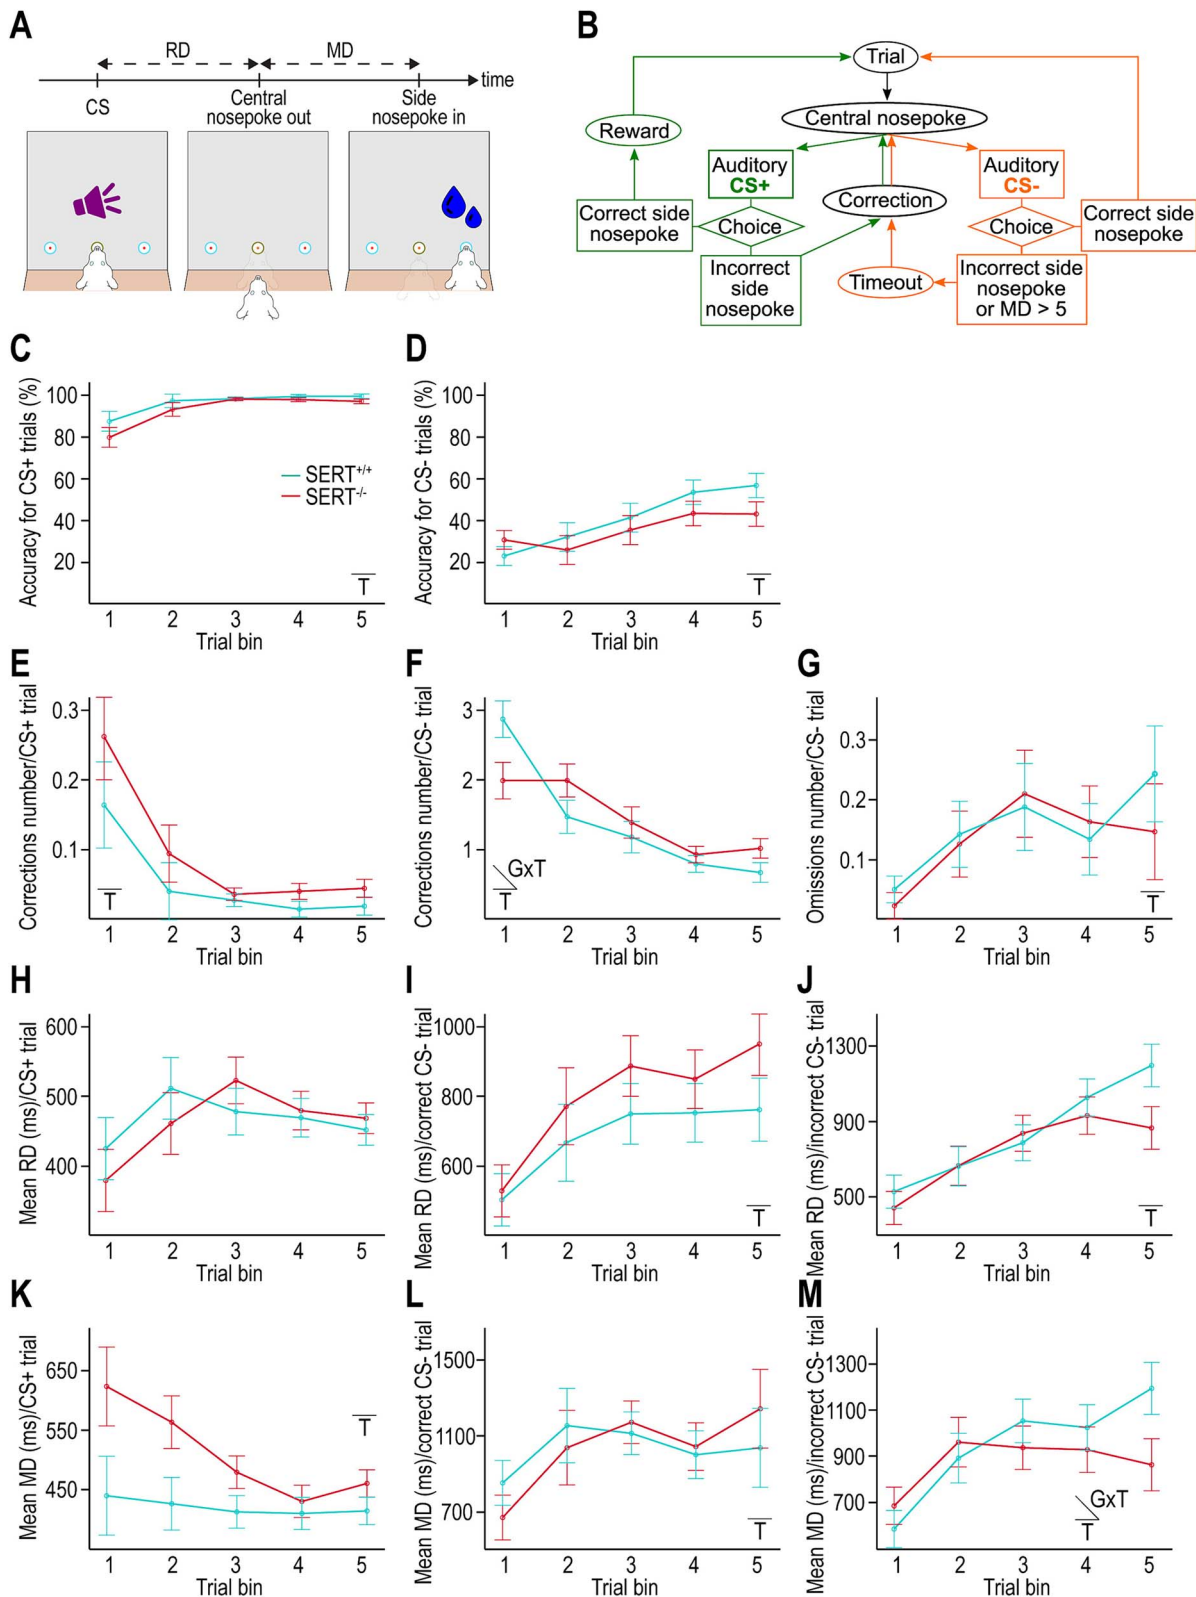 A
RD
MD
time
CS
Central
nosepoke out
Side
nosepoke in
B
Trial
Central nosepoke
Reward
Auditory
CS+
Auditory
CS-
Correction
Correct side
nosepoke
Choice
Choice
Correct side
nosepoke
Incorrect
side
nosepoke
Timeout
Incorrect side
nosepoke
or MD > 5
C
Accuracy for CS+ trials (%)
100
80
60
40
20
SERT+/+
SERT-/-
T
1 2 3 4 5
Trial bin
D
Accuracy for CS- trials (%)
100
80
60
40
20
T
1 2 3 4 5
Trial bin
E
Corrections number/CS+ trial
0.3
0.2
0.1
T
1 2 3 4 5
Trial bin
F
Corrections number/CS- trial
3
2
1
GxT
T
1 2 3 4 5
Trial bin
G
Omissions number/CS- trial
0.3
0.2
0.1
T
1 2 3 4 5
Trial bin
H
Mean RD (ms)/CS+ trial
600
500
400
1 2 3 4 5
Trial bin
I
Mean RD (ms)/correct CS- trial
1000
800
600
T
1 2 3 4 5
Trial bin
J
Mean RD (ms)/incorrect CS- trial
1300
900
500
T
1 2 3 4 5
Trial bin
K
Mean MD (ms)/CS+ trial
650
550
450
T
1 2 3 4 5
Trial bin
L
Mean MD (ms)/correct CS- trial
1500
1100
700
T
1 2 3 4 5
Trial bin
M
Mean MD (ms)/incorrect CS- trial
1300
1100
900
700
GxT
T
1 2 3 4 5
Trial bin